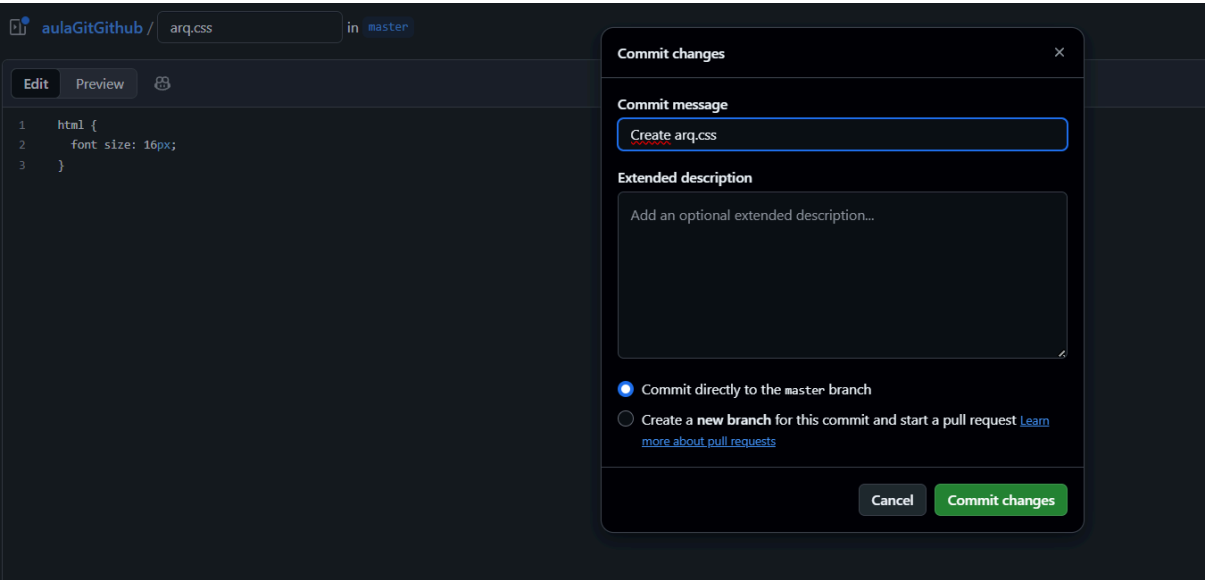 aulaGitGithub / arq.css in master
Edit Preview
1 html {
2 font size: 16px;
3 }
Commit changes
Commit message
Create arq.css
Extended description
Add an optional extended description...
Commit directly to the master branch
Create a new branch for this commit and start a pull request Learn
more about pull requests
Cancel Commit changes